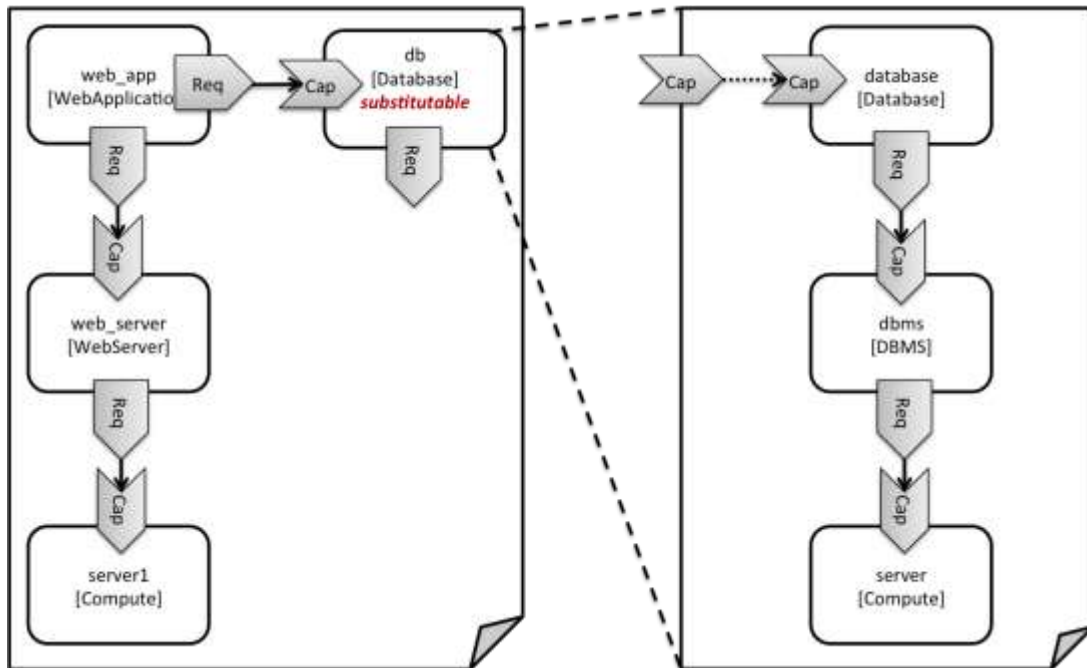 web_app
[WebApplicatio
Req
Cap
db
[Database]
substitutable
Req
Req
Cap
web_server
[WebServer]
Req
Cap
server1
[Compute]
Cap
Cap
database
[Database]
Req
Cap
dbms
[DBMS]
Req
Cap
server
[Compute]